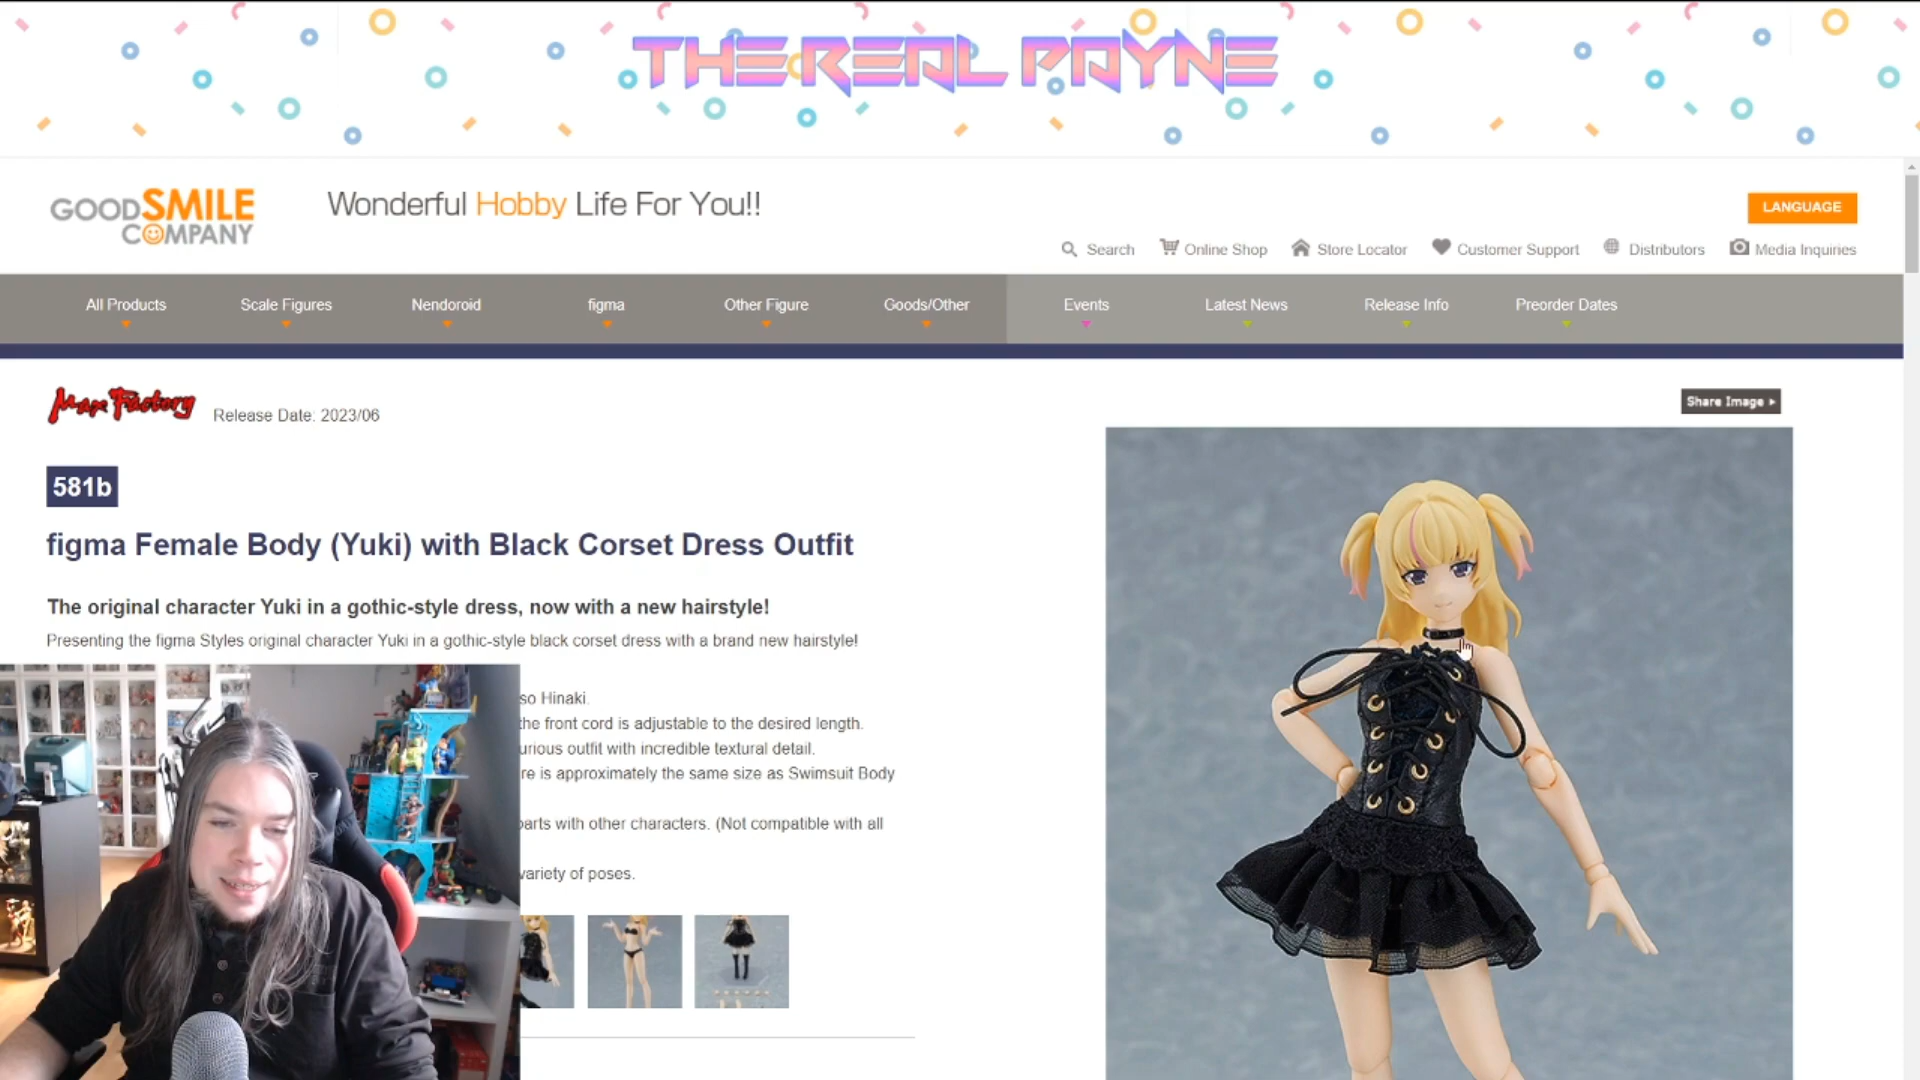 THE REAL PAYNE
GOODSMILE
COMPANY
Wonderful Hobby Life For You!!
LANGUAGE
Search
Online Shop
Store Locator
Customer Support
Distributors
Media Inquiries
All Products
Scale Figures
Nendoroid
figma
Other Figure
Goods/Other
Events
Latest News
Release Info
Preorder Dates
Max Factory
Release Date: 2023/06
Share Image
581b
figma Female Body (Yuki) with Black Corset Dress Outfit
The original character Yuki in a gothic-style dress, now with a new hairstyle!
Presenting the figma Styles original character Yuki in a gothic-style black corset dress with a brand new hairstyle!
so Hinaki.
the front cord is adjustable to the desired length.
urious outfit with incredible textural detail.
re is approximately the same size as Swimsuit Body
parts with other characters. (Not compatible with all
variety of poses.